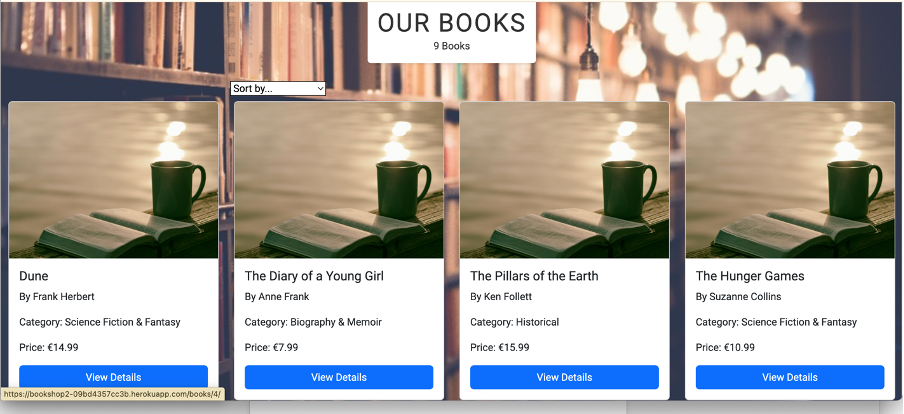 OUR BOOKS
9 Books
Sort by...
Dune
By Frank Herbert
Category: Science Fiction & Fantasy
Price: €14.99
View Details
The Diary of a Young Girl
By Anne Frank
Category: Biography & Memoir
Price: €7.99
View Details
The Pillars of the Earth
By Ken Follett
Category: Historical
Price: €15.99
View Details
The Hunger Games
By Suzanne Collins
Category: Science Fiction & Fantasy
Price: €10.99
View Details
https://bookshop2-09bd4357cc3b.herokuapp.com/books/4/